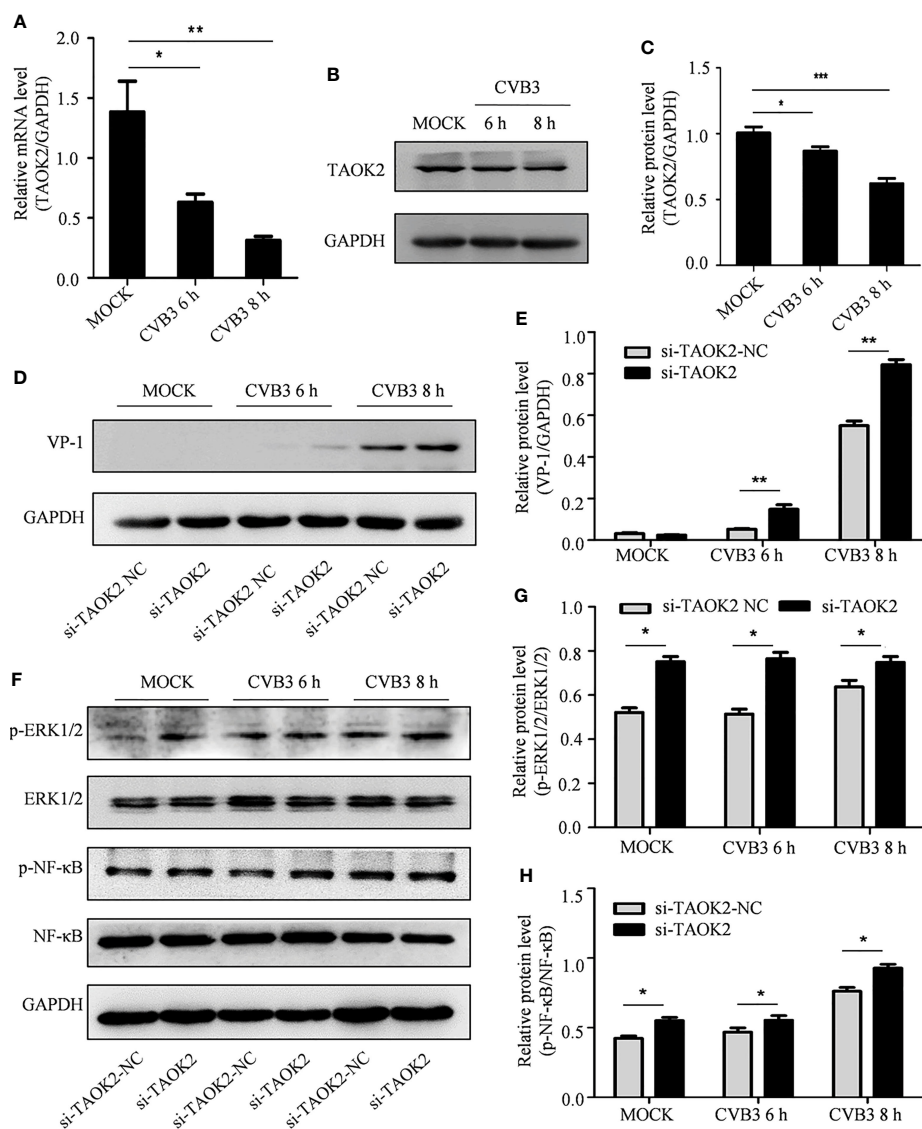 A
Relative mRNA level
(TAOK2/GAPDH)
2.0
1.5
1.0
0.5
0.0
*
**
MOCK
CVB3 6 h
CVB3 8 h
B
CVB3
MOCK 6 h 8 h
TAOK2
GAPDH
C
Relative protein level
(TAOK2/GAPDH)
1.5
1.0
0.5
0.0
*
***
MOCK
CVB3 6 h
CVB3 8 h
D
MOCK CVB3 6 h CVB3 8 h
VP-1
GAPDH
si-TAOK2 NC
si-TAOK2
si-TAOK2 NC
si-TAOK2
si-TAOK2 NC
si-TAOK2
E
si-TAOK2-NC
si-TAOK2
Relative protein level
(VP-1/GAPDH)
1.0
0.8
0.6
0.4
0.2
0.0
**
**
MOCK CVB3 6 h CVB3 8 h
F
MOCK CVB3 6 h CVB3 8 h
p-ERK1/2
ERK1/2
p-NF-κB
NF-κB
GAPDH
si-TAOK2-NC
si-TAOK2
si-TAOK2-NC
si-TAOK2
si-TAOK2-NC
si-TAOK2
G
si-TAOK2 NC si-TAOK2
Relative protein level
(p-ERK1/2/ERK1/2)
1.0
0.8
0.6
0.4
0.2
0.0
* * *
MOCK CVB3 6 h CVB3 8 h
H
si-TAOK2-NC
si-TAOK2
Relative protein level
(p-NF-κB/NF-κB)
1.5
1.0
0.5
0.0
* * *
MOCK CVB3 6 h CVB3 8 h